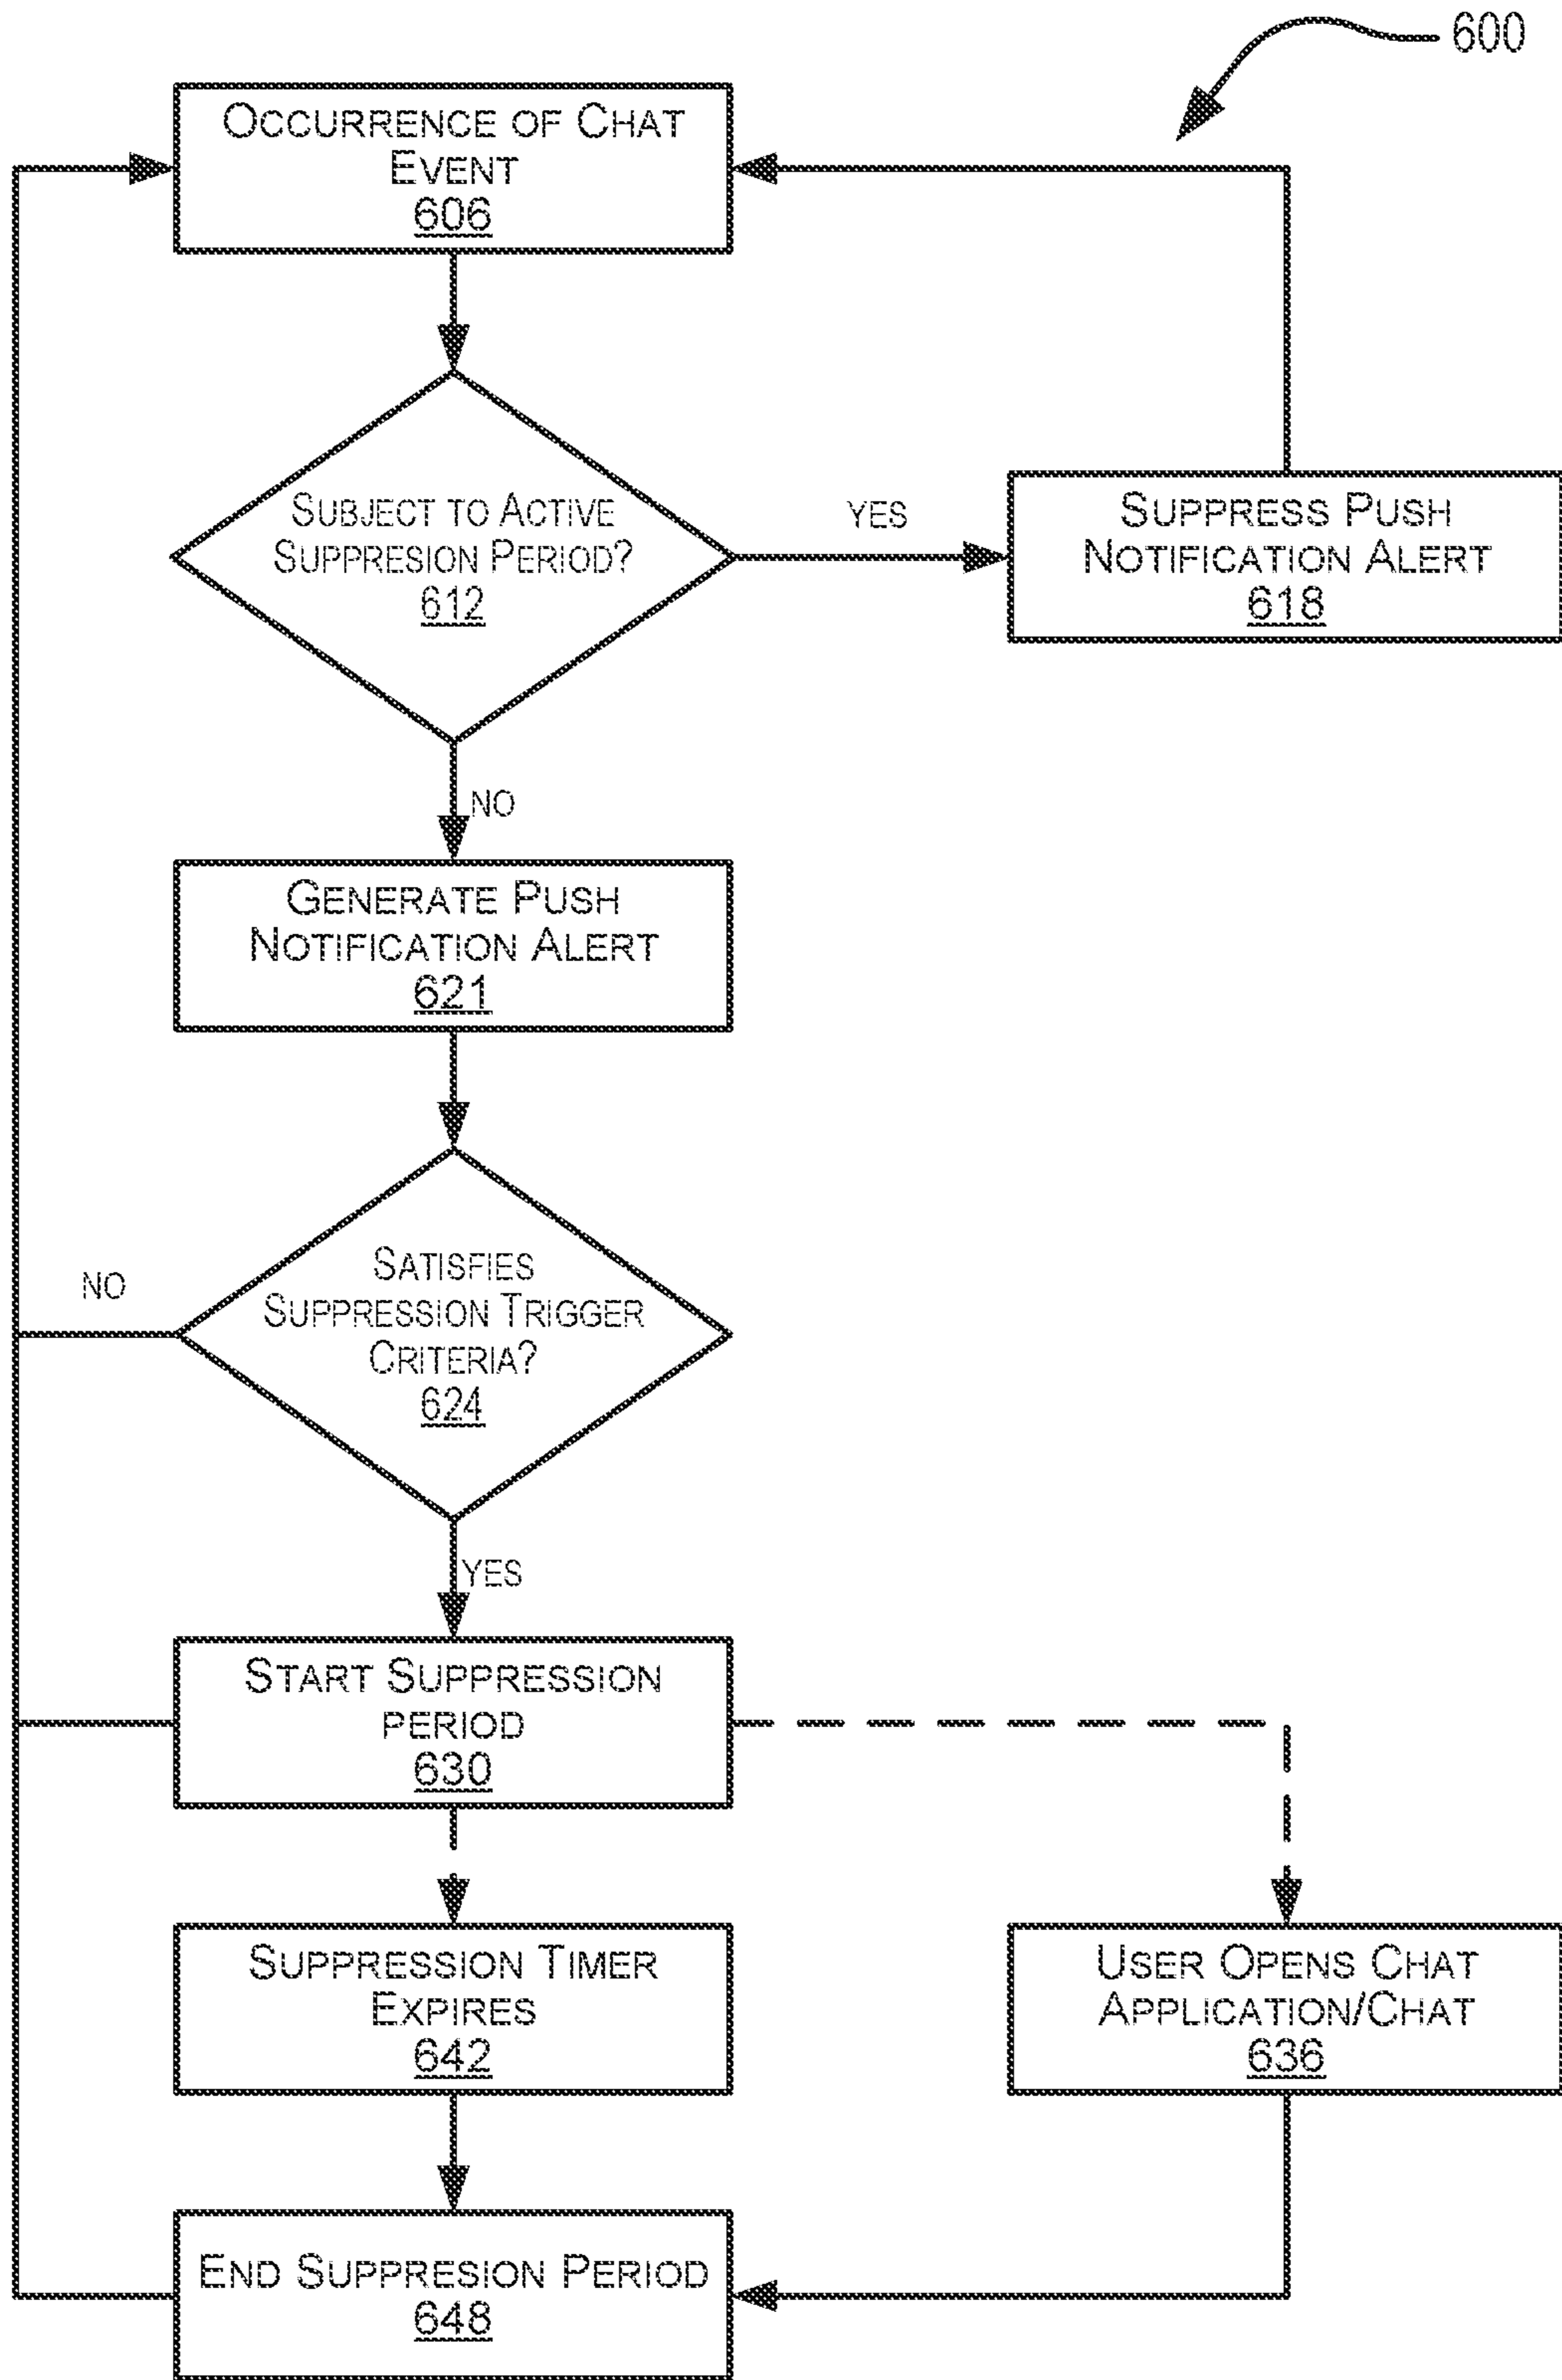 600
OCCURRENCE OF CHAT
EVENT
606
SUBJECT TO ACTIVE
SUPPRESION PERIOD?
612
YES
SUPPRESS PUSH
NOTIFICATION ALERT
618
NO
GENERATE PUSH
NOTIFICATION ALERT
621
SATISFIES
SUPPRESSION TRIGGER
CRITERIA?
624
NO
YES
START SUPPRESSION
PERIOD
630
SUPPRESSION TIMER
EXPIRES
642
USER OPENS CHAT
APPLICATION/CHAT
636
END SUPPRESION PERIOD
648